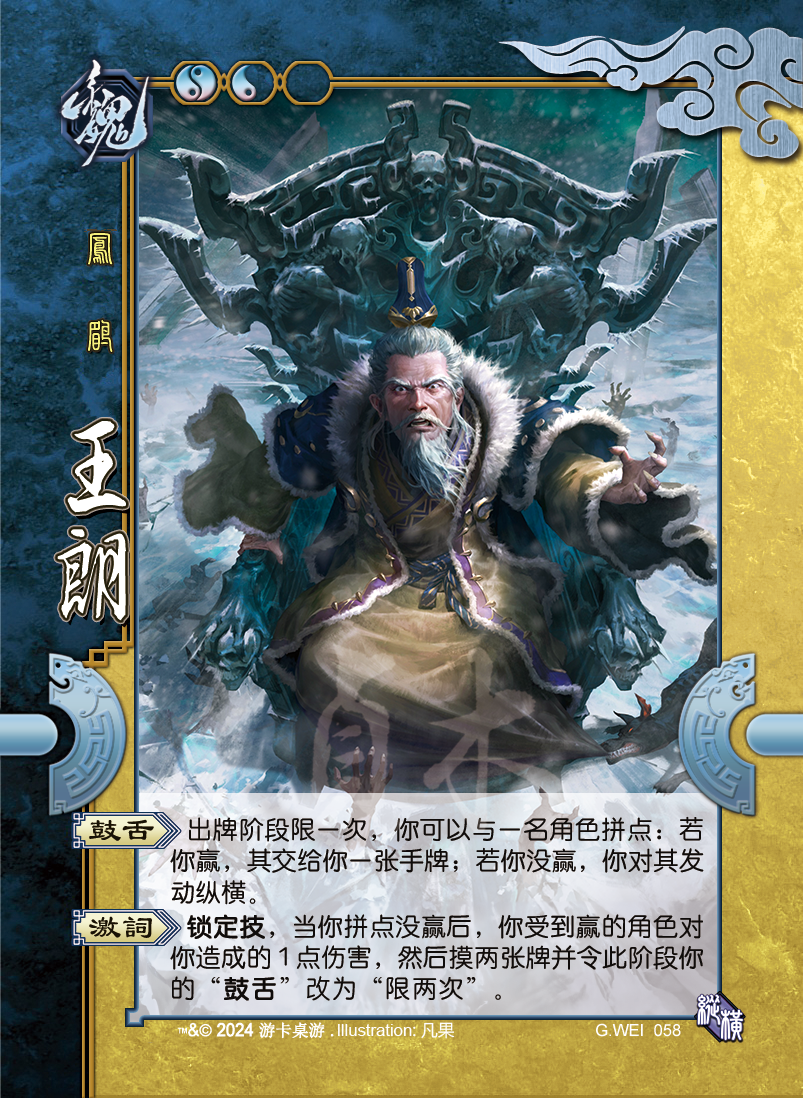 魏
鳳
鶥
王朗
自木
鼓舌 出牌阶段限一次，你可以与一名角色拼点：若
你赢，其交给你一张手牌；若你没赢，你对其发
动纵横。
激詞 锁定技，当你拼点没赢后，你受到赢的角色对
你造成的1点伤害，然后摸两张牌并令此阶段你
的“鼓舌”改为“限两次”。
縱橫
™&© 2024 游卡桌游 . Illustration: 凡果
G.WEI 058